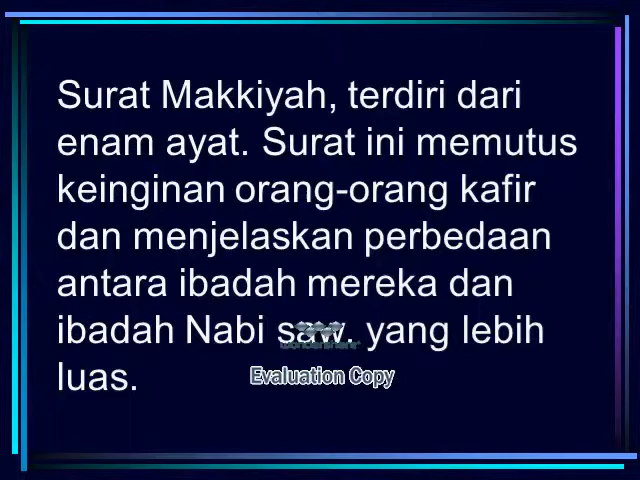 Surat Makkiyah, terdiri dari
enam ayat. Surat ini memutus
keinginan orang-orang kafir
dan menjelaskan perbedaan
antara ibadah mereka dan
ibadah Nabi saw. yang lebih
luas.
Wondershare
Evaluation Copy